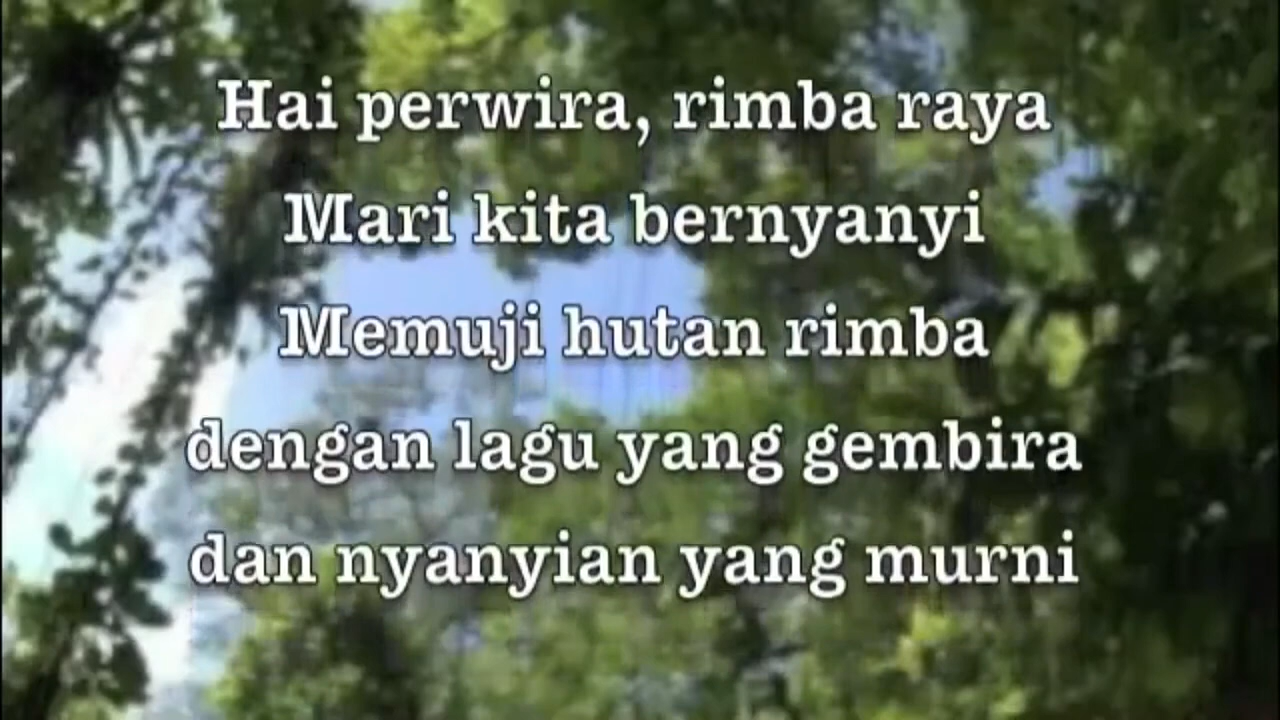 Hai perwira, rimba raya
Mari kita bernyanyi
Memuji hutan rimba
dengan lagu yang gembira
dan nyanyian yang murni